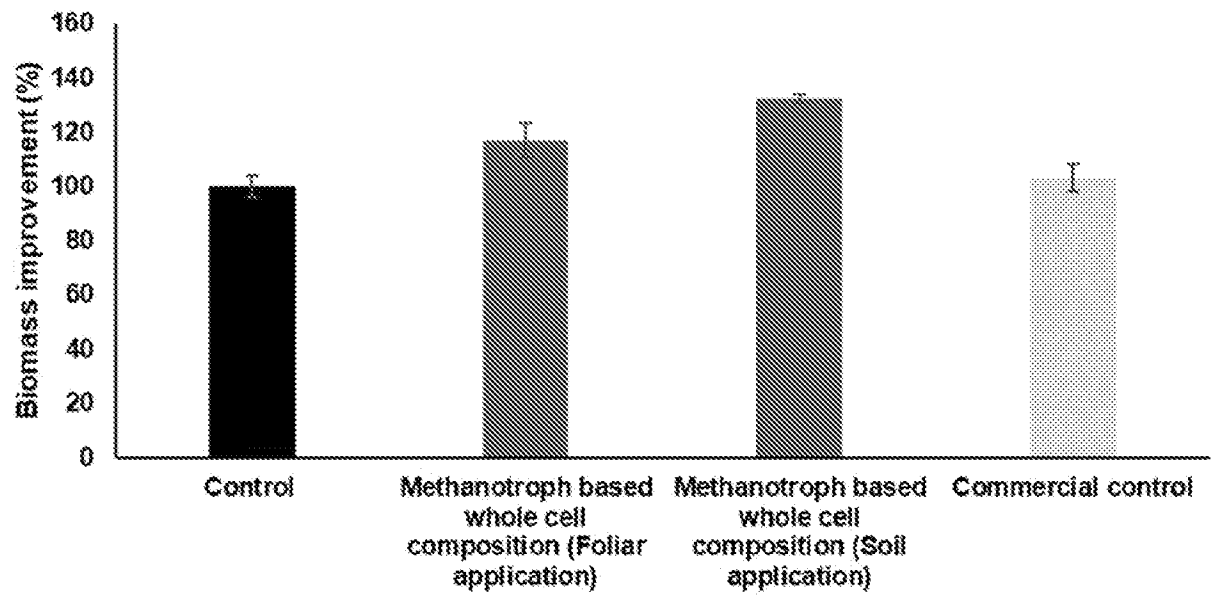 Biomass improvement (%)
160
140
120
100
80
60
40
20
0
Control
Methanotroph based
whole cell
composition (Foliar
application)
Methanotroph based
whole cell
composition (Soil
application)
Commercial control